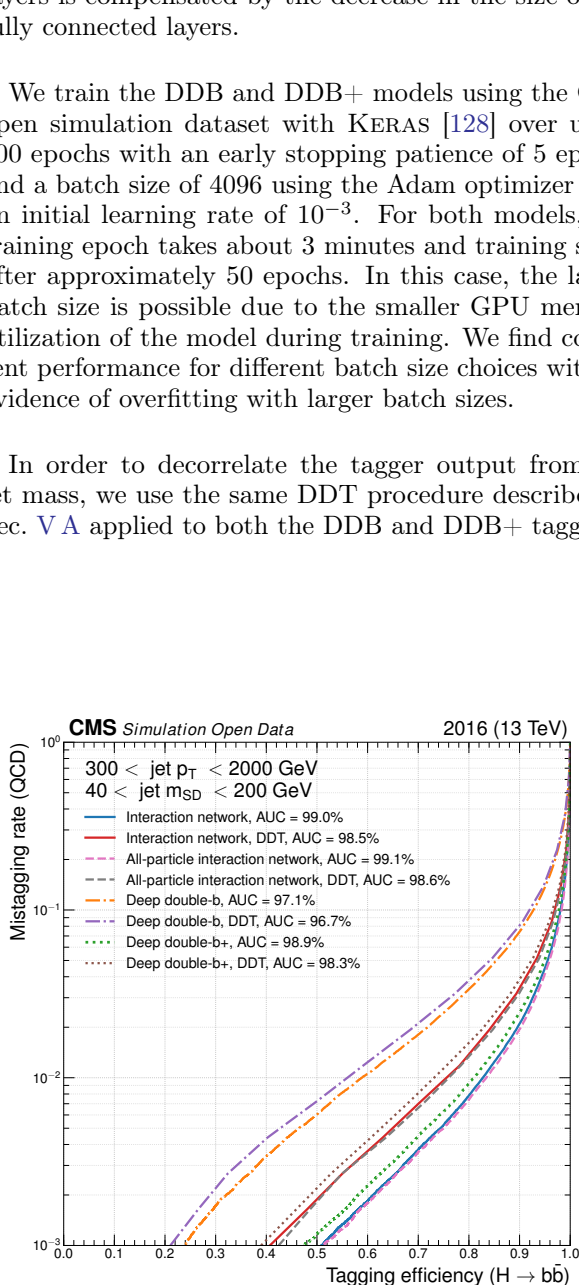 yers is compensated by the decrease in the size o
ully connected layers.
We train the DDB and DDB+ models using the
pen simulation dataset with KERAS [128] over u
00 epochs with an early stopping patience of 5 ep
nd a batch size of 4096 using the Adam optimizer
n initial learning rate of 10⁻³. For both models,
raining epoch takes about 3 minutes and training s
fter approximately 50 epochs. In this case, the la
atch size is possible due to the smaller GPU mem
tilization of the model during training. We find co
ent performance for different batch size choices wit
vidence of overfitting with larger batch sizes.
In order to decorrelate the tagger output from
et mass, we use the same DDT procedure describe
ec. V A applied to both the DDB and DDB+ tagg
CMS Simulation Open Data 2016 (13 TeV)
Mistagging rate (QCD)
300 < jet p_T < 2000 GeV
40 < jet m_SD < 200 GeV
Interaction network, AUC = 99.0%
Interaction network, DDT, AUC = 98.5%
All-particle interaction network, AUC = 99.1%
All-particle interaction network, DDT, AUC = 98.6%
Deep double-b, AUC = 97.1%
Deep double-b, DDT, AUC = 96.7%
Deep double-b+, AUC = 98.9%
Deep double-b+, DDT, AUC = 98.3%
10⁰
10⁻¹
10⁻²
10⁻³
0.0 0.1 0.2 0.3 0.4 0.5 0.6 0.7 0.8 0.9 1.0
Tagging efficiency (H → bb̄)